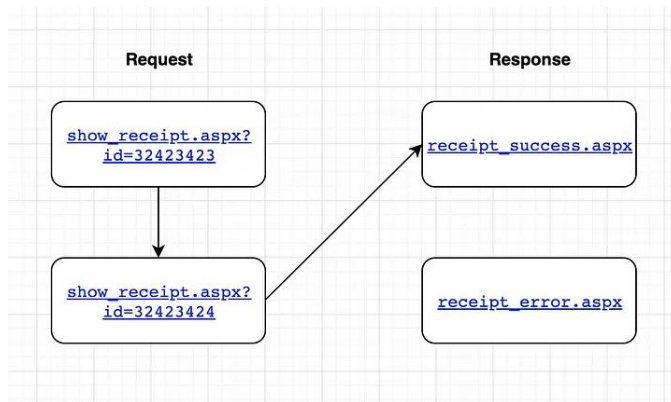 Request
Response
show_receipt.aspx?
id=32423423
receipt_success.aspx
show_receipt.aspx?
id=32423424
receipt_error.aspx